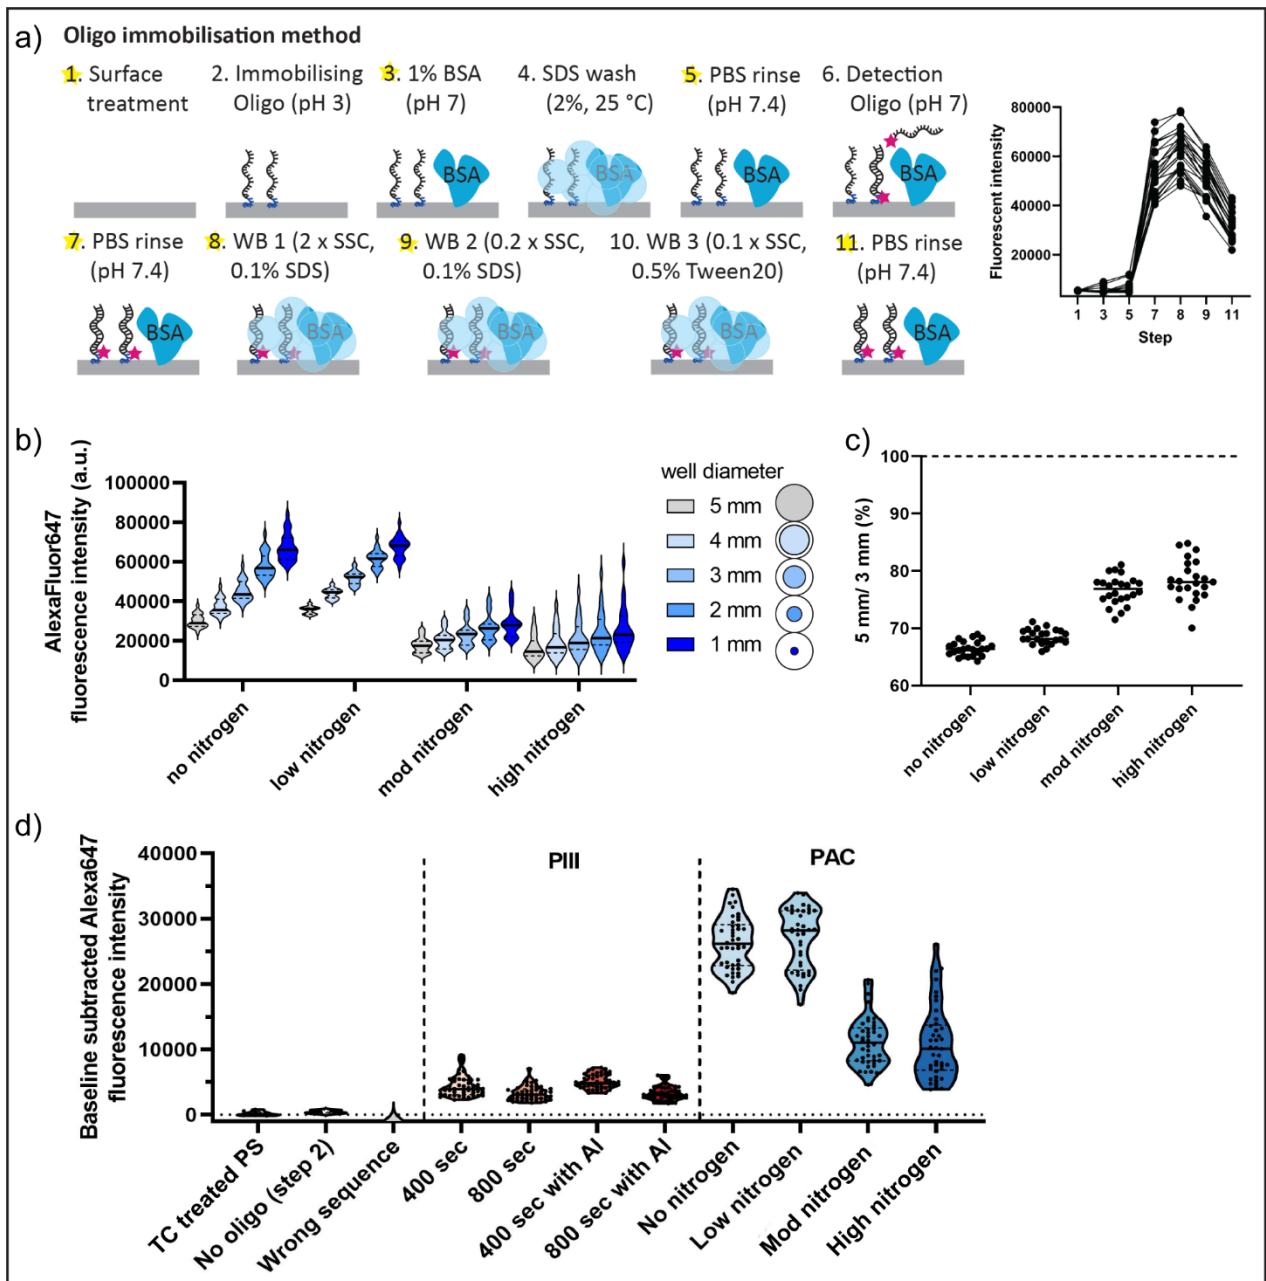 a) Oligo immobilisation method
1. Surface
treatment
2. Immobilising
Oligo (pH 3)
3. 1% BSA
(pH 7)
BSA
4. SDS wash
(2%, 25 °C)
BSA
5. PBS rinse
(pH 7.4)
BSA
6. Detection
Oligo (pH 7)
BSA
7. PBS rinse
(pH 7.4)
BSA
8. WB 1 (2 x SSC,
0.1% SDS)
BSA
9. WB 2 (0.2 x SSC,
0.1% SDS)
BSA
10. WB 3 (0.1 x SSC,
0.5% Tween20)
BSA
11. PBS rinse
(pH 7.4)
BSA
Fluorescent intensity
80000
60000
40000
20000
1 3 5 7 8 9 11
Step
b)
AlexaFluor647
fluorescence intensity (a.u.)
100000
80000
60000
40000
20000
0
no nitrogen
low nitrogen
mod nitrogen
high nitrogen
well diameter
5 mm
4 mm
3 mm
2 mm
1 mm
c)
5 mm/ 3 mm (%)
100
90
80
70
60
no nitrogen
low nitrogen
mod nitrogen
high nitrogen
d)
Baseline subtracted Alexa647
fluorescence intensity
40000
30000
20000
10000
0
PIII
PAC
TC treated PS
No oligo (step 2)
Wrong sequence
400 sec
800 sec
400 sec with AI
800 sec with AI
No nitrogen
Low nitrogen
Mod nitrogen
High nitrogen